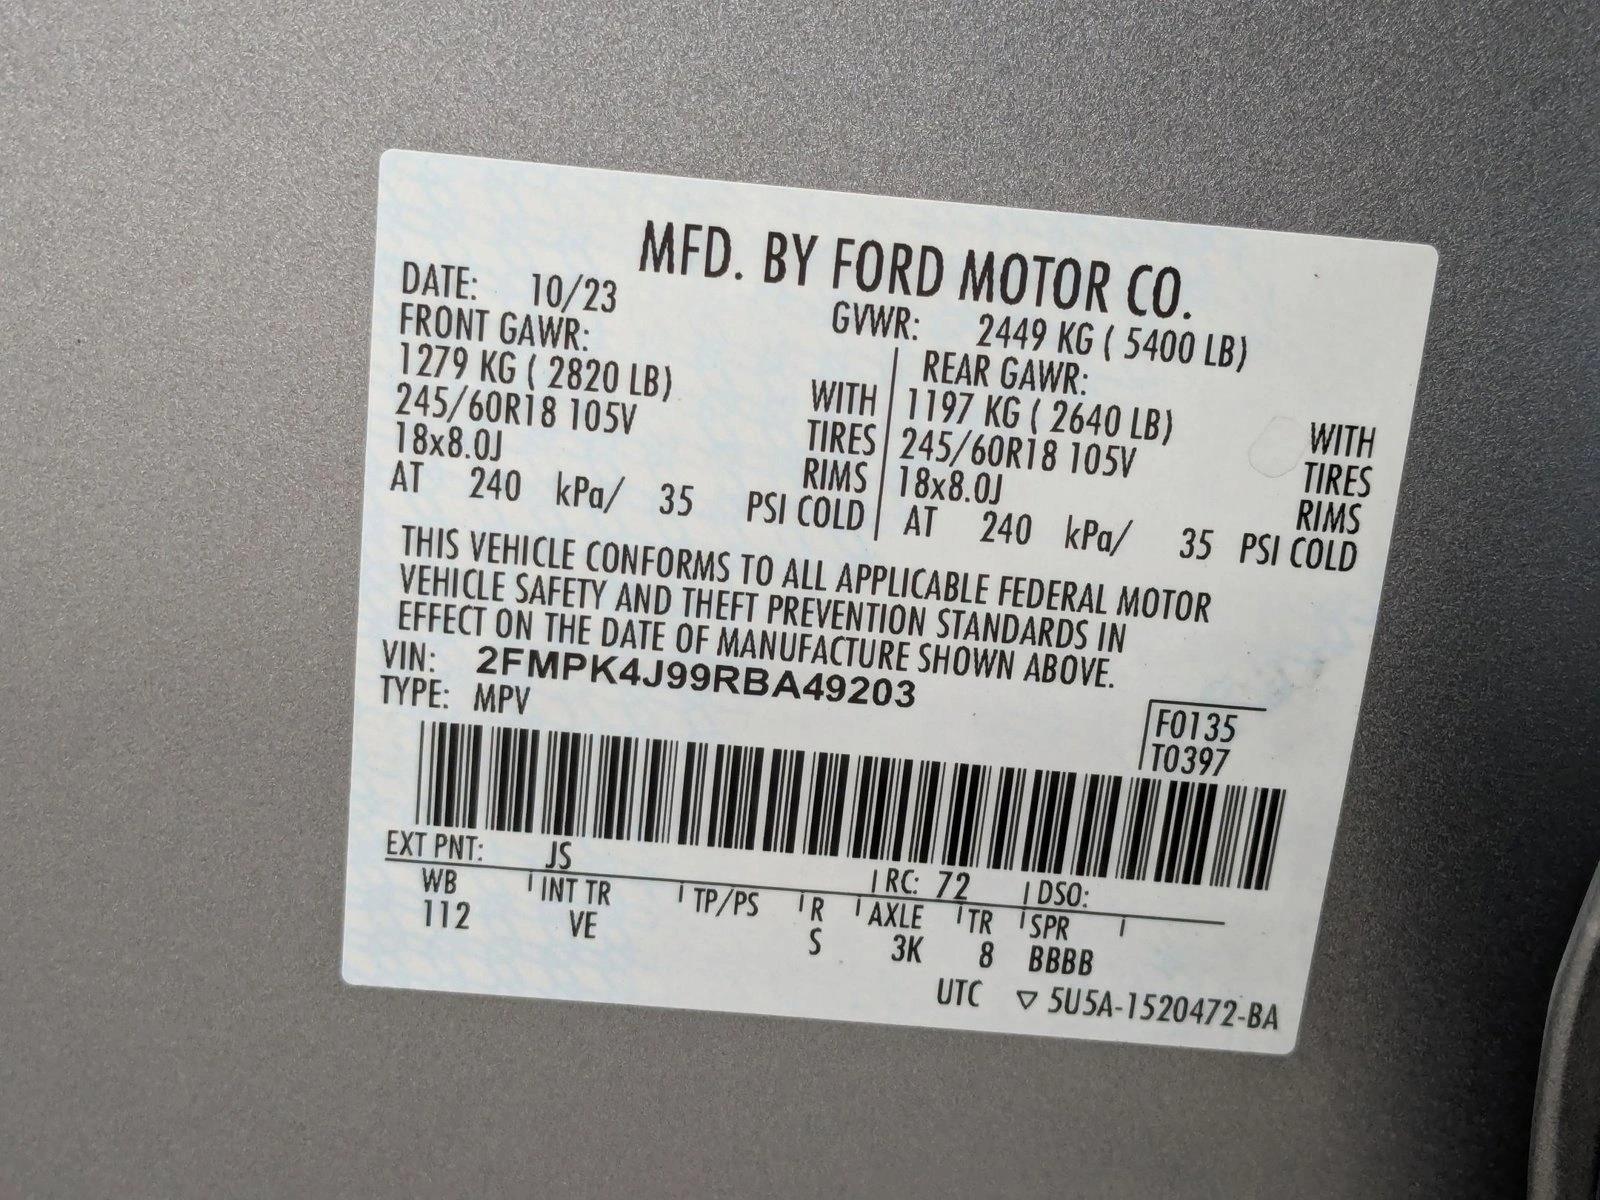 MFD. BY FORD MOTOR CO.
DATE: 10/23 GVWR: 2449 KG ( 5400 LB)
FRONT GAWR: REAR GAWR:
1279 KG ( 2820 LB) WITH 1197 KG ( 2640 LB) WITH
245/60R18 105V TIRES 245/60R18 105V TIRES
18x8.0J RIMS 18x8.0J RIMS
AT 240 kPa/ 35 PSI COLD AT 240 kPa/ 35 PSI COLD
THIS VEHICLE CONFORMS TO ALL APPLICABLE FEDERAL MOTOR
VEHICLE SAFETY AND THEFT PREVENTION STANDARDS IN
EFFECT ON THE DATE OF MANUFACTURE SHOWN ABOVE.
VIN: 2FMPK4J99RBA49203
TYPE: MPV
F0135
T0397
EXT PNT: JS RC: 72 DSO:
WB INT TR TP/PS R AXLE TR SPR
112 VE S 3K 8 BBBB
UTC ▽ 5U5A-1520472-BA